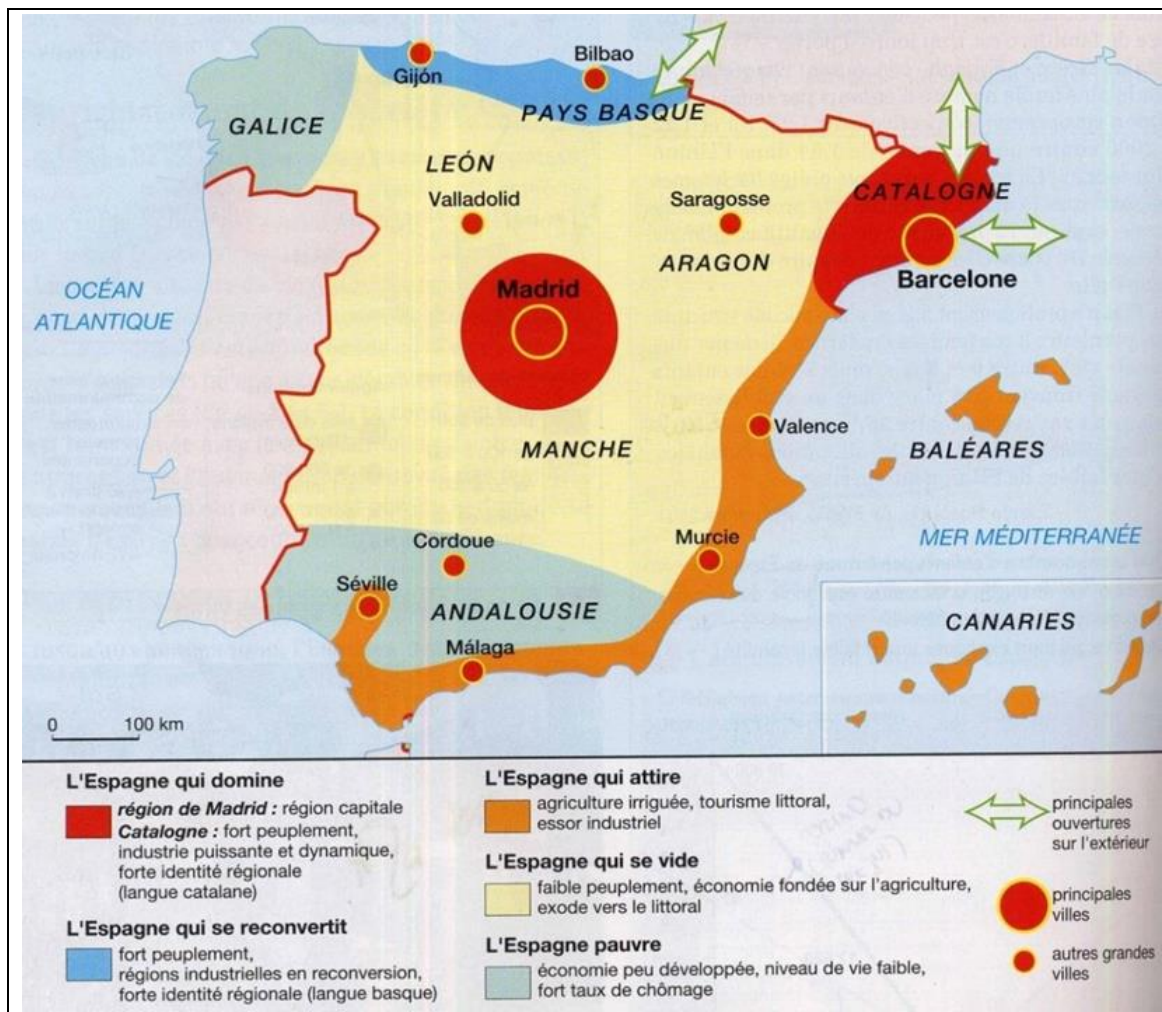 Gijón
Bilbao
PAYS BASQUE
GALICE
LEÓN
Valladolid
Saragosse
CATALOGNE
ARAGON
Barcelone
Madrid
OCÉAN
ATLANTIQUE
MANCHE
Valence
BALÉARES
Cordoue
Murcie
MER MÉDITERRANÉE
Séville
ANDALOUSIE
CANARIES
Málaga
0 100 km
L'Espagne qui domine
région de Madrid : région capitale
Catalogne : fort peuplement,
industrie puissante et dynamique,
forte identité régionale
(langue catalane)
L'Espagne qui se reconvertit
fort peuplement,
régions industrielles en reconversion,
forte identité régionale (langue basque)
L'Espagne qui attire
agriculture irriguée, tourisme littoral,
essor industriel
L'Espagne qui se vide
faible peuplement, économie fondée sur l'agriculture,
exode vers le littoral
L'Espagne pauvre
économie peu développée, niveau de vie faible,
fort taux de chômage
principales
ouvertures
sur l'extérieur
principales
villes
autres grandes
villes